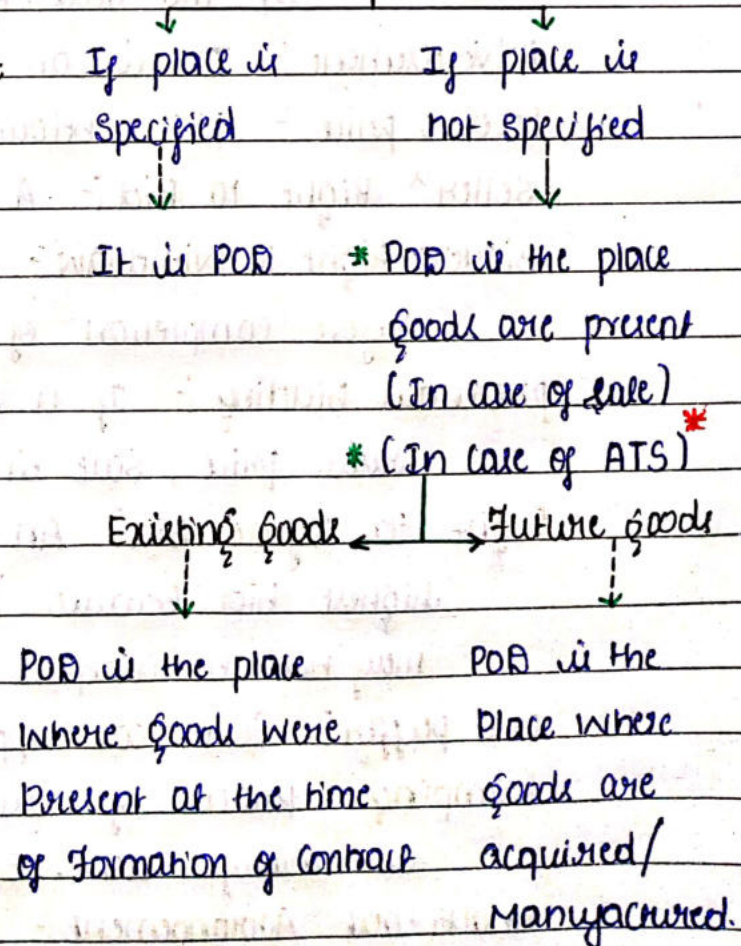 If place is
Specified
If place is
not specified
It is POD
* POD is the place
goods are present
(In case of sale)
* (In case of ATS) *
Existing goods
Future goods
POD is the place
where goods were
Present at the time
of Formation of Contract
POD is the
Place where
goods are
acquired/
Manufactured.